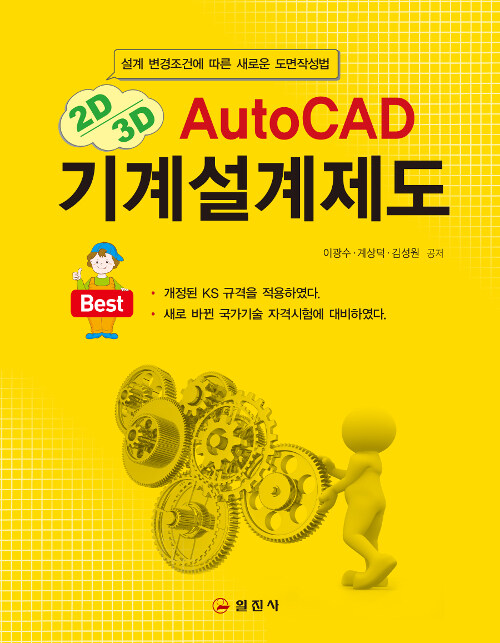 설계 변경조건에 따른 새로운 도면작성법
2D
3D
AutoCAD
기계설계제도
이광수·계상덕·김성원 공저
Best
• 개정된 KS 규격을 적용하였다.
• 새로 바뀐 국가기술 자격시험에 대비하였다.
일진사